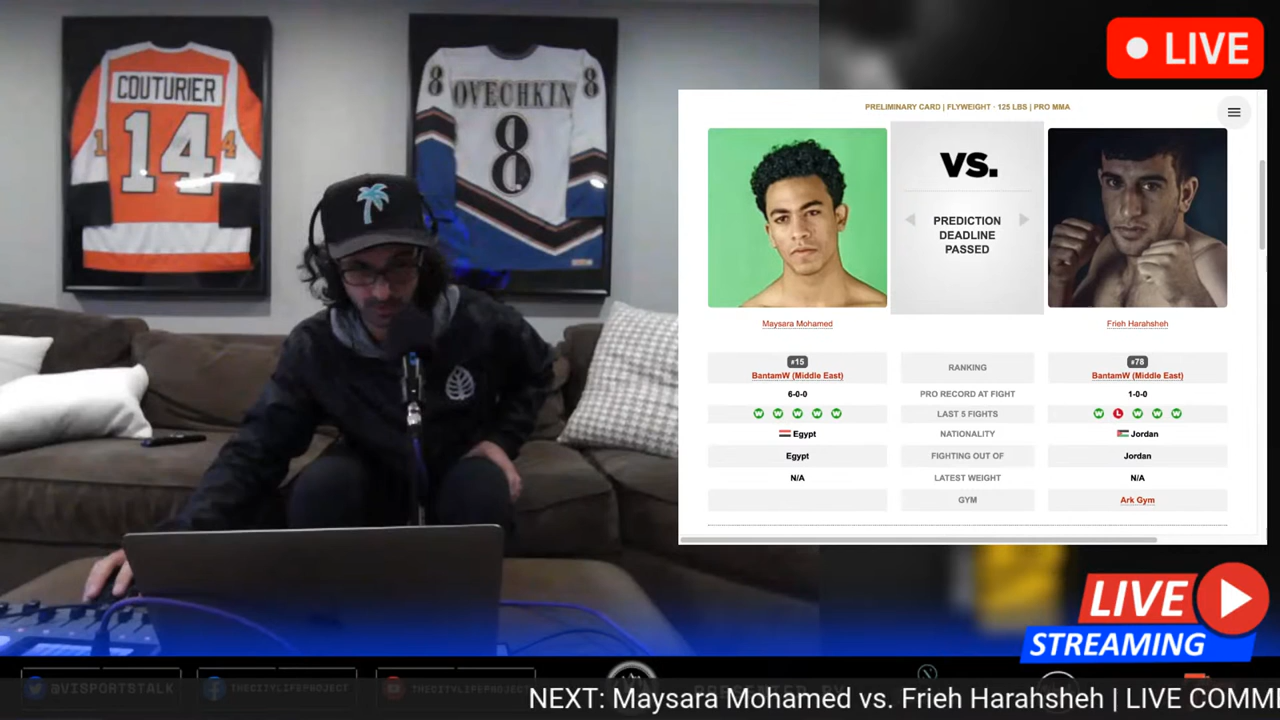 COUTURIER
14
1
4
OVECHKIN
8
8
8
LIVE
PRELIMINARY CARD | FLYWEIGHT · 125 LBS | PRO MMA
VS.
PREDICTION
DEADLINE
PASSED
Maysara Mohamed
Frieh Harahsheh
#15
BantamW (Middle East)
RANKING
#78
BantamW (Middle East)
6-0-0
PRO RECORD AT FIGHT
1-0-0
W W W W W
LAST 5 FIGHTS
W L W W W
Egypt
NATIONALITY
Jordan
Egypt
FIGHTING OUT OF
Jordan
N/A
LATEST WEIGHT
N/A
GYM
Ark Gym
LIVE
STREAMING
@VISPORTSTALK
THECITYLIFEPROJECT
THECITYLIFEPROJECT
NEXT: Maysara Mohamed vs. Frieh Harahsheh | LIVE COMM